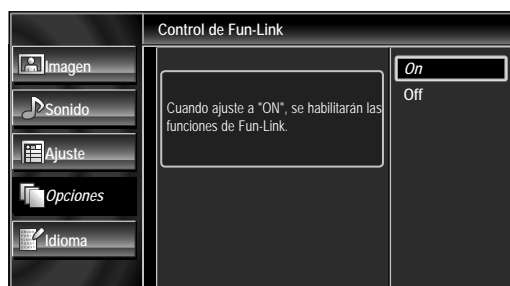 Control de Fun-Link
Imagen
Sonido
Ajuste
Opciones
Idioma
Cuando ajuste a "ON", se habilitarán las
funciones de Fun-Link.
On
Off